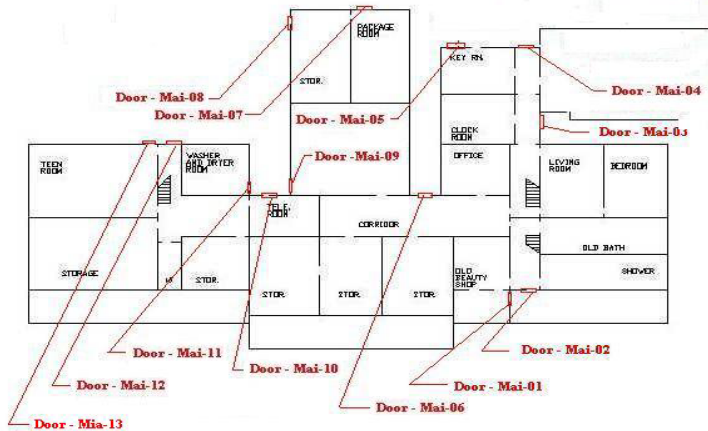 PACKAGE
ROOM
KEY RN.
STOR.
Door - Mai-08
Door - Mai-07
Door - Mai-04
Door - Mai-05
Door - Mai-03
CLOCK
ROOM
TEEN
ROOM
WASHER
AND DRYER
ROOM
Door - Mai-09
OFFICE
LIVING
ROOM
BEDROOM
TELE.
ROOM
CORRIDOR
OLD BATH
STORAGE
STOR.
OLD
BEAUTY
SHOP
SHOWER
STOR.
STOR.
STOR.
Door - Mai-11
Door - Mai-02
Door - Mai-12
Door - Mai-10
Door - Mai-01
Door - Mai-06
Door - Mia-13